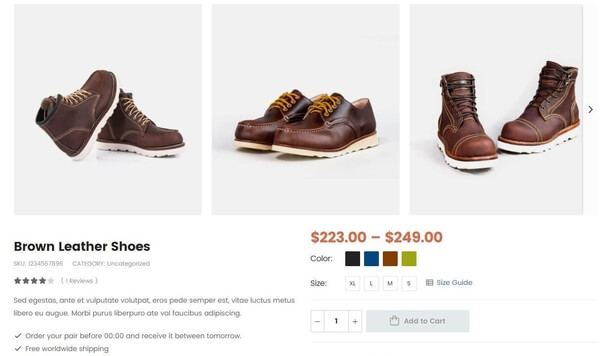 Brown Leather Shoes
SKU: 1234567895 CATEGORY: Uncategorized
( 1 Reviews )
Sed egestas, ante et vulputate volutpat, eros pede semper est, vitae luctus metus
libero eu augue. Morbi purus liberpuro ate vol faucibus adipiscing.
Order your pair before 00:00 and receive it between tomorrow.
Free worldwide shipping
$223.00 – $249.00
Color:
Size: XL L M S Size Guide
− 1 + Add to Cart